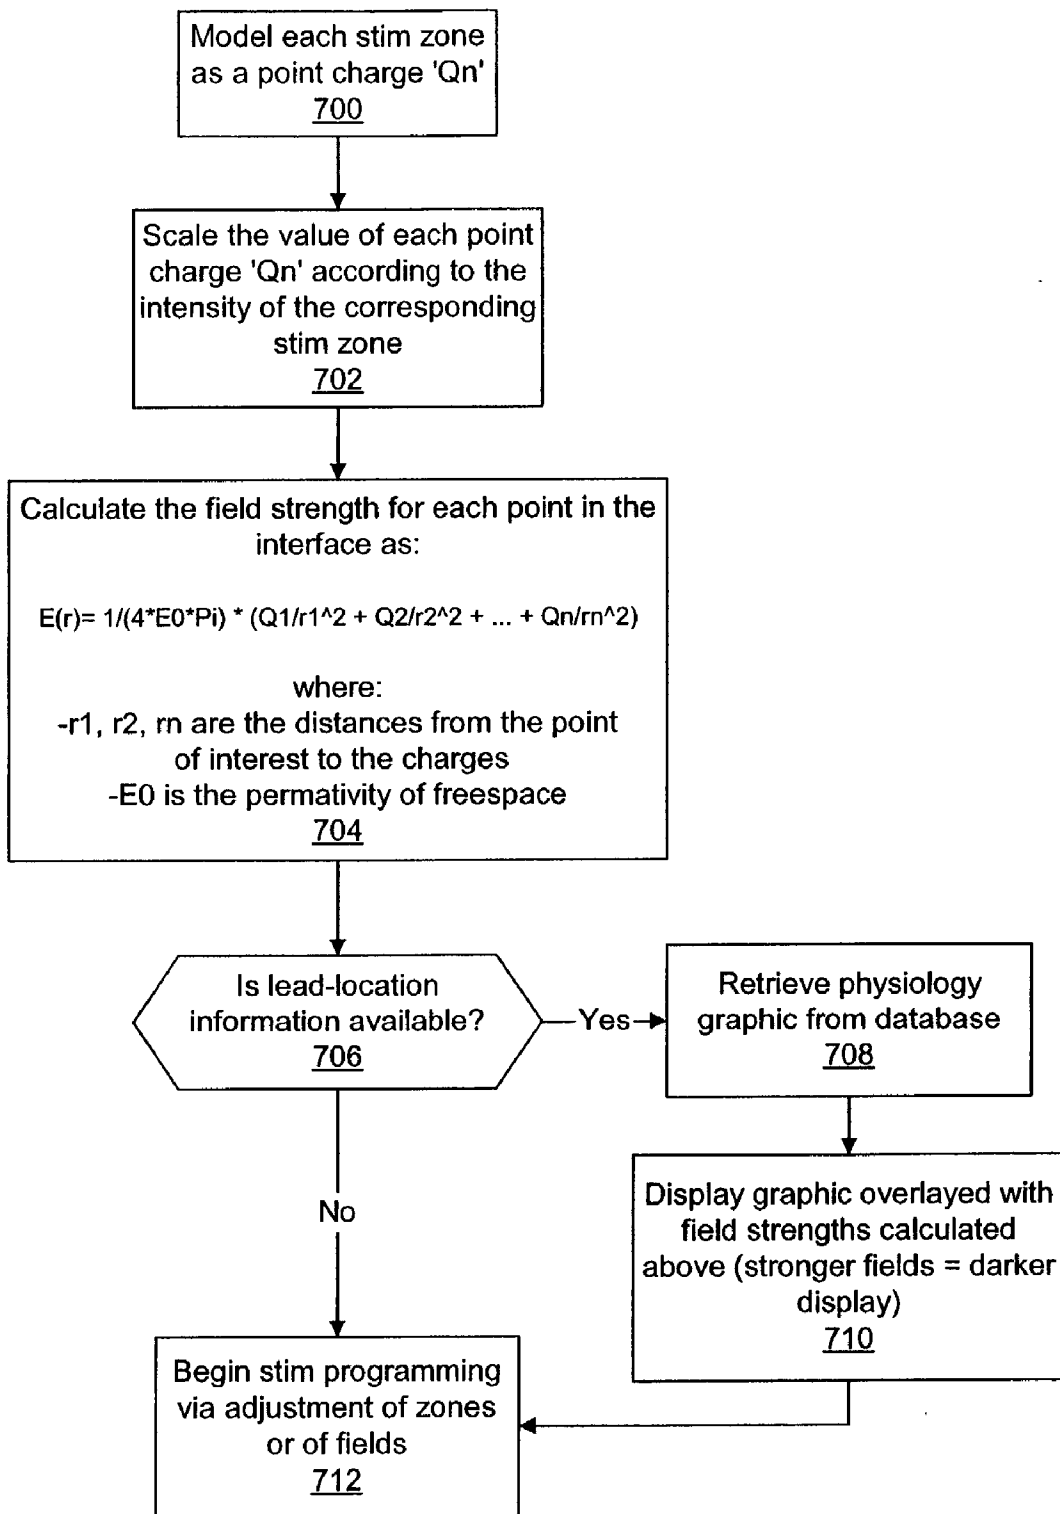 Model each stim zone
as a point charge 'Qn'
700
Scale the value of each point
charge 'Qn' according to the
intensity of the corresponding
stim zone
702
Calculate the field strength for each point in the
interface as:
E(r)= 1/(4*E0*Pi) * (Q1/r1^2 + Q2/r2^2 + ... + Qn/rn^2)
where:
-r1, r2, rn are the distances from the point
of interest to the charges
-E0 is the permativity of freespace
704
Is lead-location
information available?
706
Yes
Retrieve physiology
graphic from database
708
No
Display graphic overlayed with
field strengths calculated
above (stronger fields = darker
display)
710
Begin stim programming
via adjustment of zones
or of fields
712